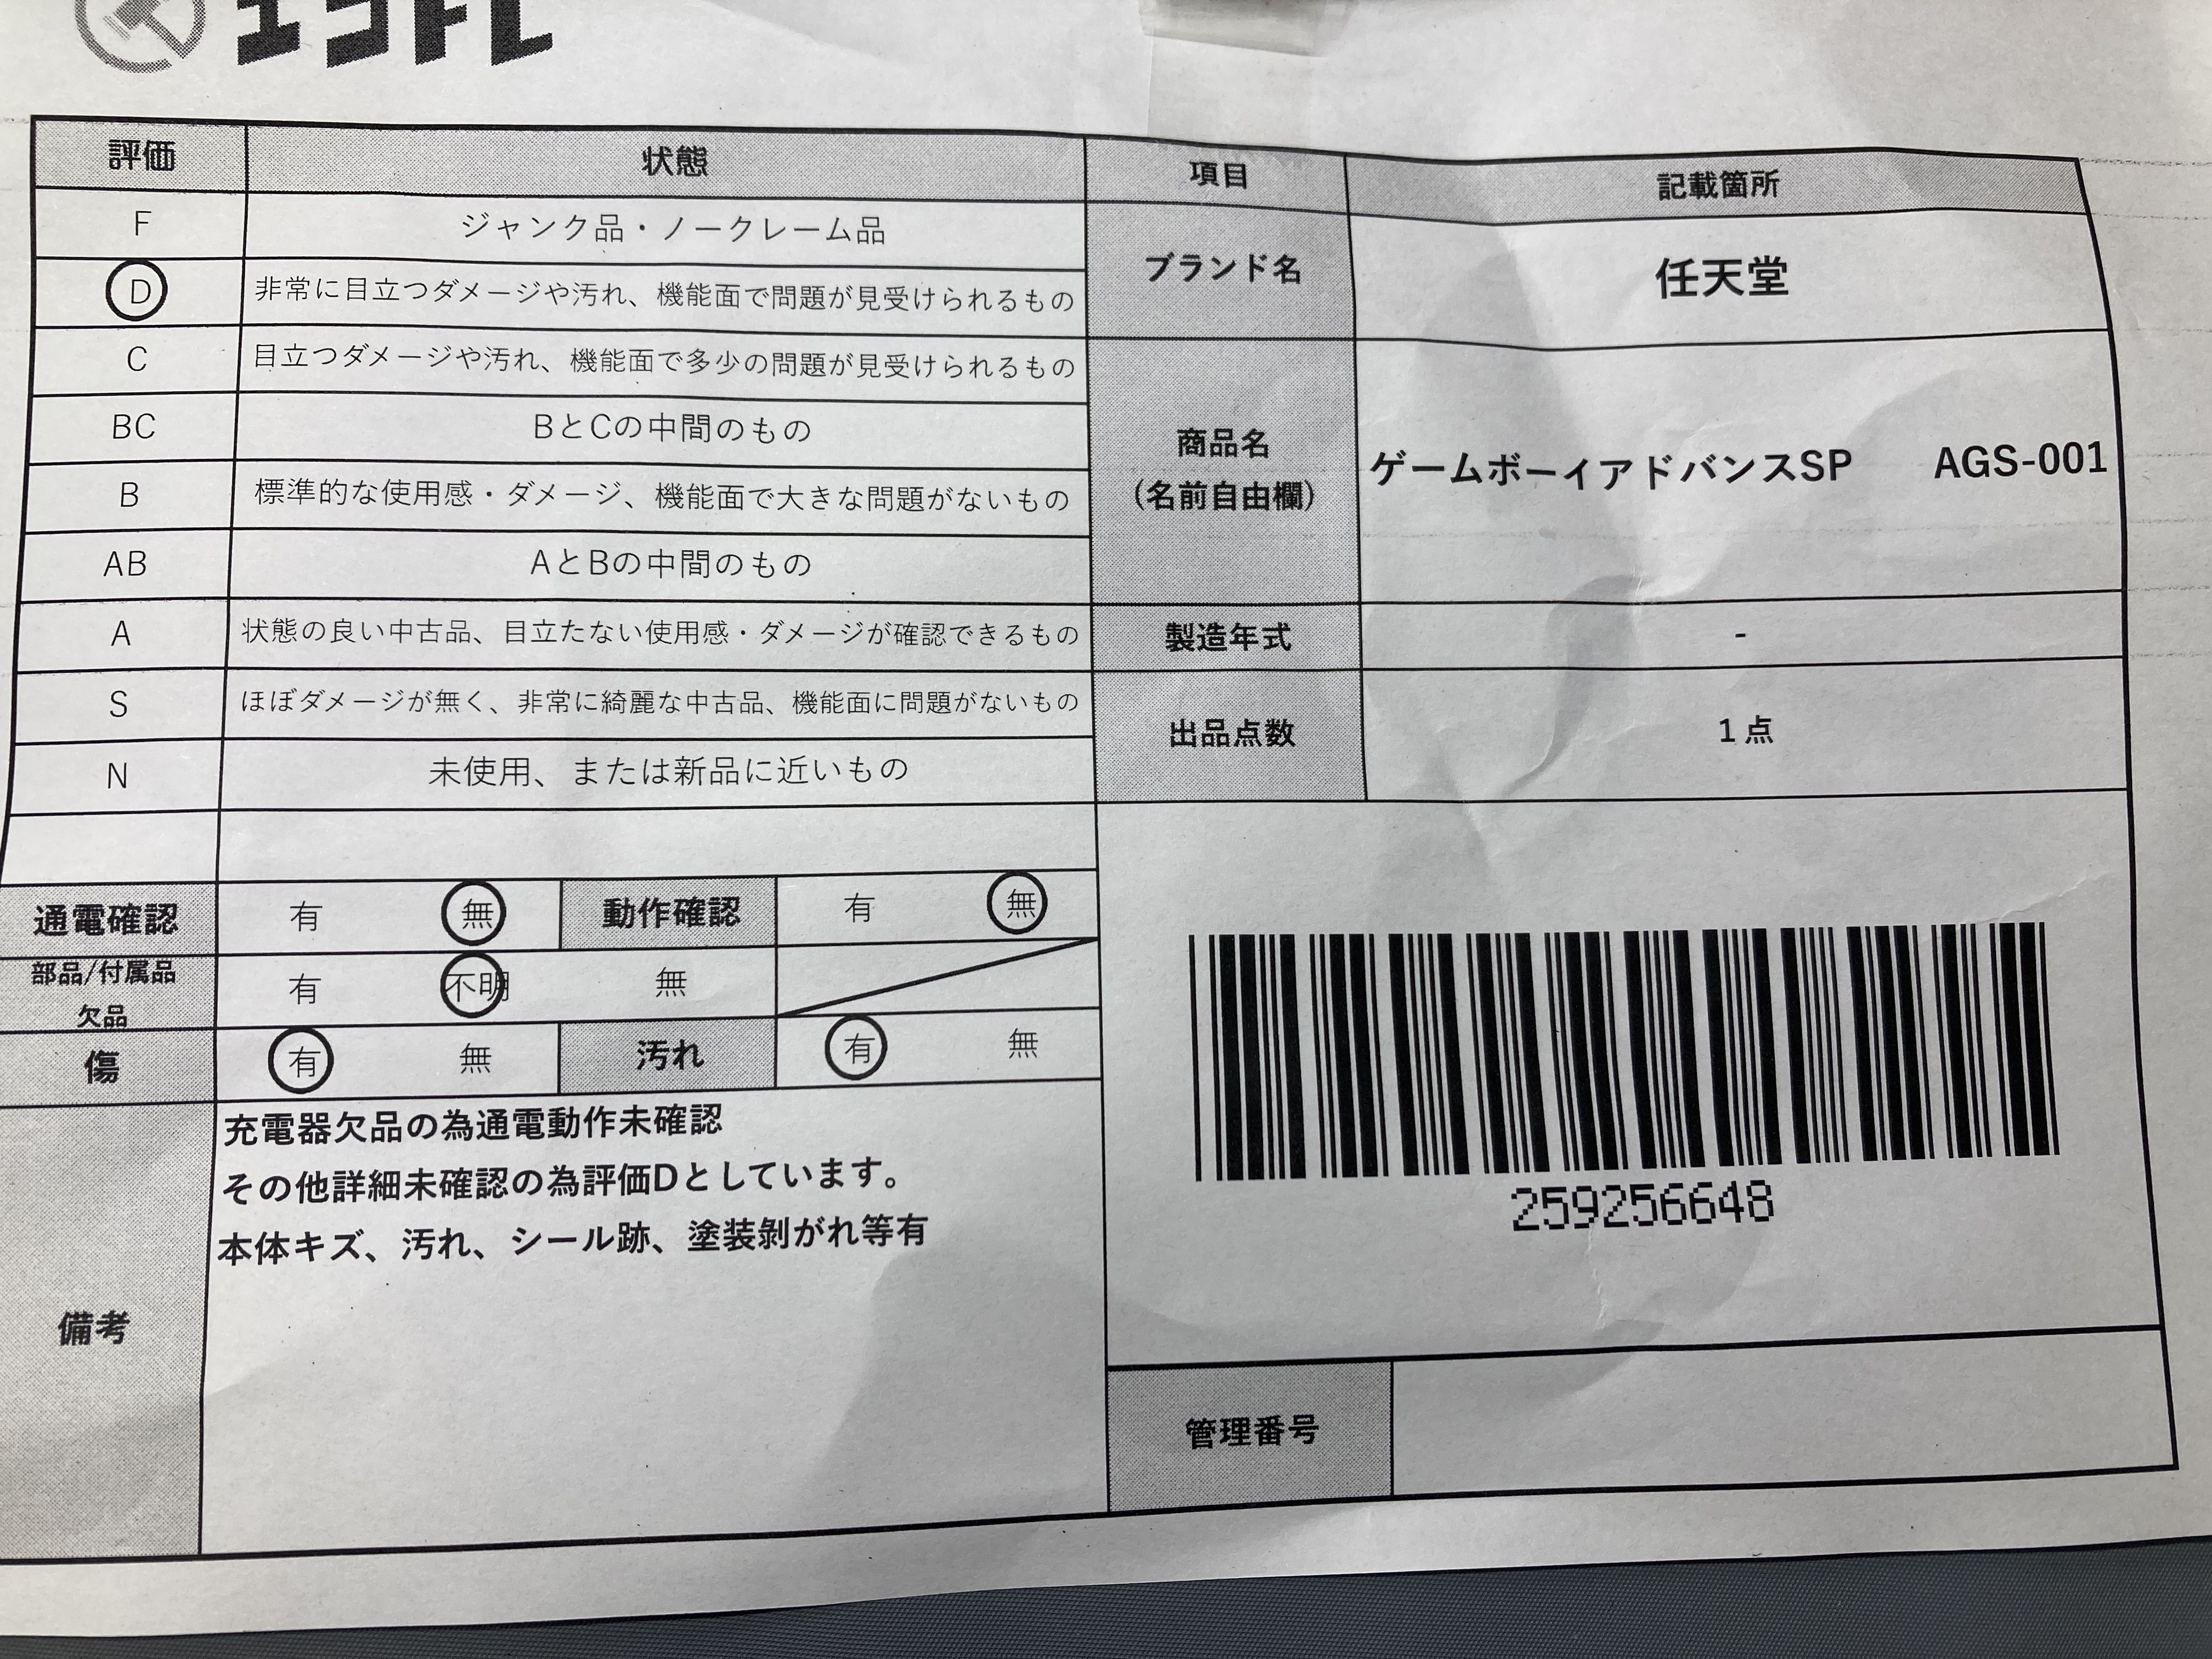 エコトレ
評価 状態
F ジャンク品・ノークレーム品
D 非常に目立つダメージや汚れ、機能面で問題が見受けられるもの
C 目立つダメージや汚れ、機能面で多少の問題が見受けられるもの
BC BとCの中間のもの
B 標準的な使用感・ダメージ、機能面で大きな問題がないもの
AB AとBの中間のもの
A 状態の良い中古品、目立たない使用感・ダメージが確認できるもの
S ほぼダメージが無く、非常に綺麗な中古品、機能面に問題がないもの
N 未使用、または新品に近いもの
通電確認 有 無 動作確認 有 無
部品/付属品
欠品 有 不明 無
傷 有 無 汚れ 有 無
備考
充電器欠品の為通電動作未確認
その他詳細未確認の為評価Dとしています。
本体キズ、汚れ、シール跡、塗装剝がれ等有
項目 記載箇所
ブランド名 任天堂
商品名
(名前自由欄) ゲームボーイアドバンスSP AGS-001
製造年式 -
出品点数 1点
259256648
管理番号